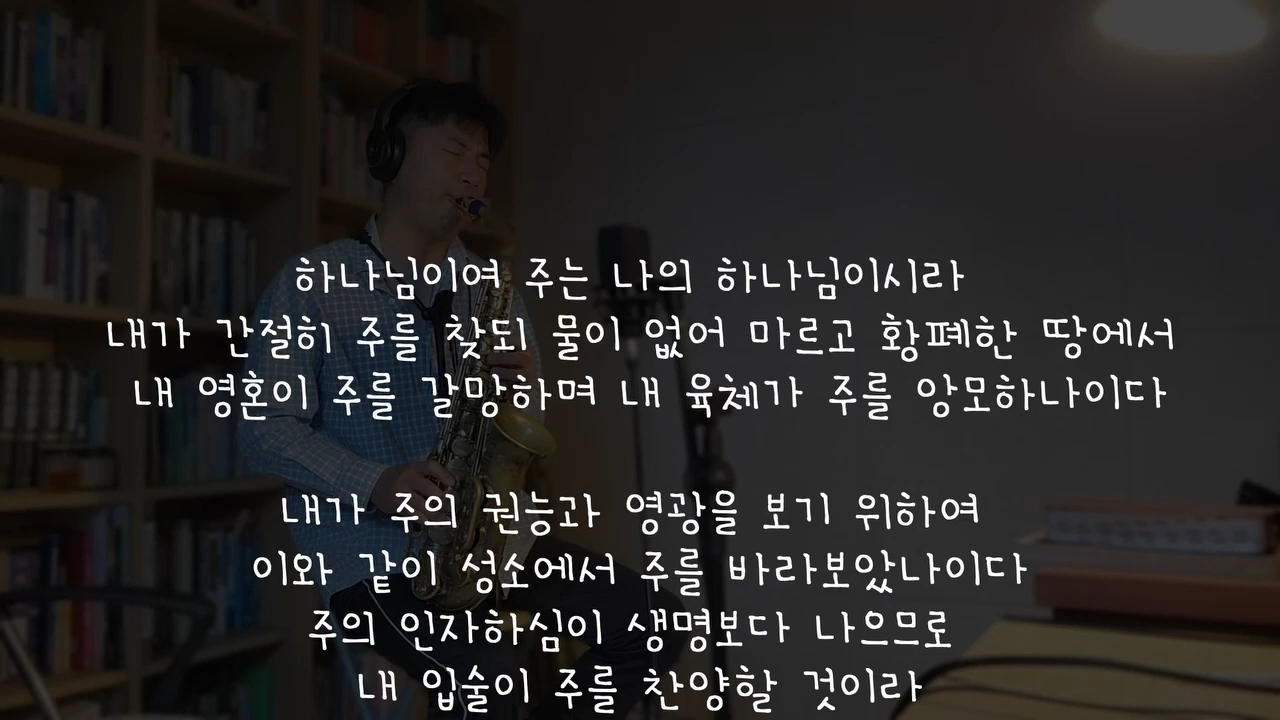 하나님이여 주는 나의 하나님이시라
내가 간절히 주를 찾되 물이 없어 마르고 황폐한 땅에서
내 영혼이 주를 갈망하며 내 육체가 주를 앙모하나이다
내가 주의 권능과 영광을 보기 위하여
이와 같이 성소에서 주를 바라보았나이다
주의 인자하심이 생명보다 나으므로
내 입술이 주를 찬양할 것이라